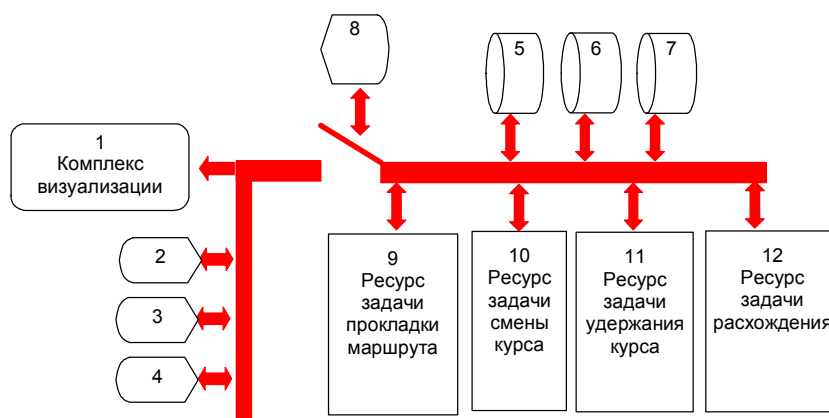 8
5
6
7
1
Комплекс
визуализации
2
3
4
9
Ресурс
задачи
прокладки
маршрута
10
Ресурс
задачи
смены
курса
11
Ресурс
задачи
удержания
курса
12
Ресурс
задачи
расхождения